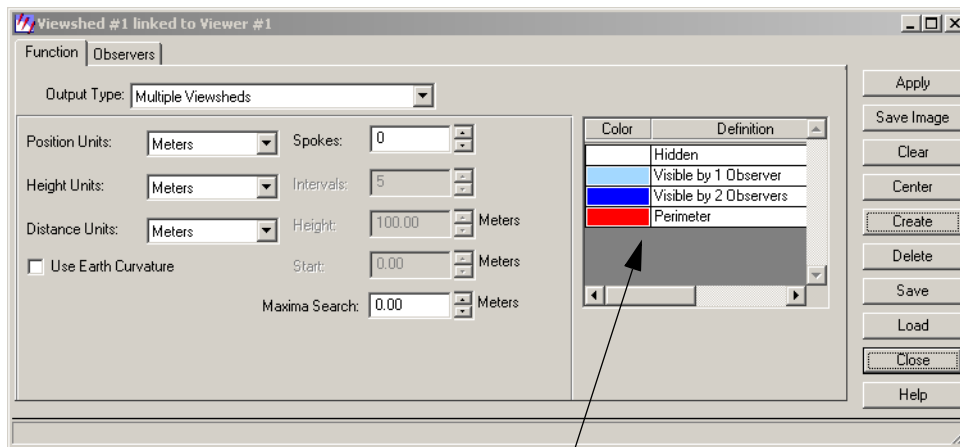 Viewshed #1 linked to Viewer #1
Function Observers
Output Type: Multiple Viewsheds
Position Units: Meters Spokes: 0
Height Units: Meters Intervals: 5
Distance Units: Meters Height: 100.00 Meters
Use Earth Curvature Start: 0.00 Meters
Maxima Search: 0.00 Meters
Color Definition
Hidden
Visible by 1 Observer
Visible by 2 Observers
Perimeter
Apply
Save Image
Clear
Center
Create
Delete
Save
Load
Close
Help